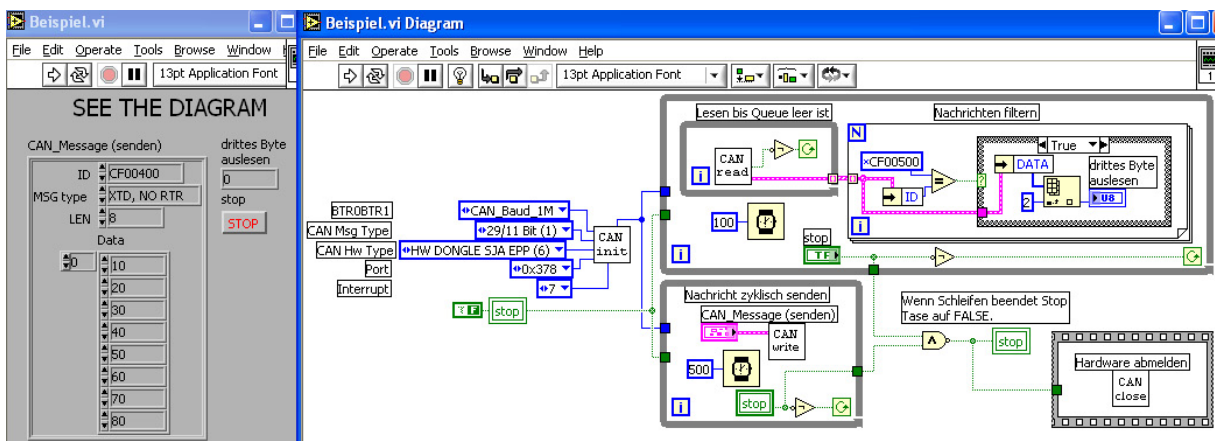 Beispiel.vi
File Edit Operate Tools Browse Window
13pt Application Font
SEE THE DIAGRAM
CAN_Message (senden)
ID CF00400
MSG type XTD, NO RTR
LEN 8
Data
0
10
20
30
40
50
60
70
80
drittes Byte
auslesen
0
stop
STOP
Beispiel.vi Diagram
File Edit Operate Tools Browse Window Help
13pt Application Font
1
Lesen bis Queue leer ist
CAN
read
i
100
i
Nachrichten filtern
N
xCF00500
=
ID
i
True
DATA
?
2
drittes Byte
auslesen
U8
stop
TF
BTR0BTR1
CAN Msg Type
CAN Hw Type
Port
Interrupt
CAN_Baud_1M
29/11 Bit (1)
HW DONGLE SJA EPP (6)
0x378
7
CAN
init
F
stop
Nachricht zyklisch senden
CAN_Message (senden)
CAN
write
500
i
stop
Wenn Schleifen beendet Stop
Tase auf FALSE.
stop
Hardware abmelden
CAN
close